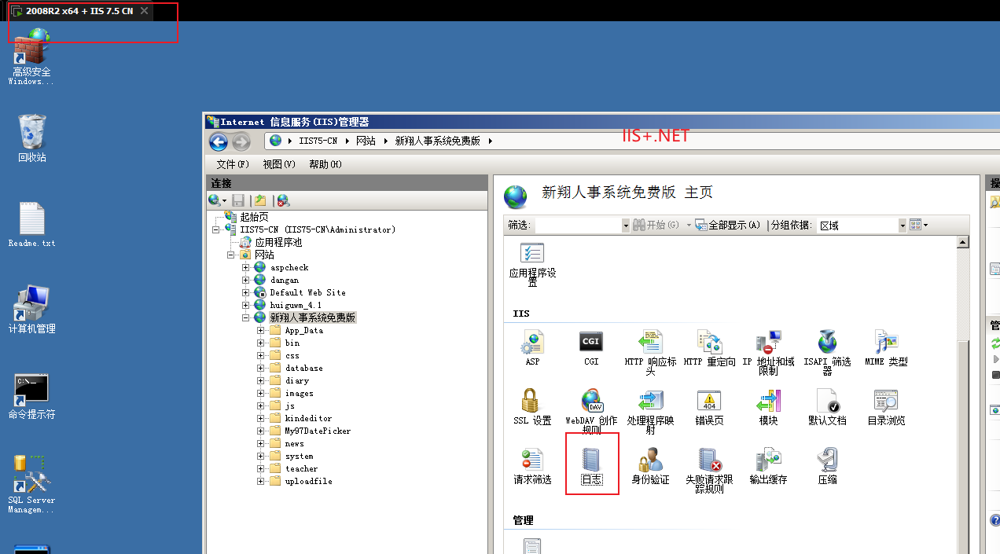 2008R2 x64 + IIS 7.5 CN
高级安全
Windows...
回收站
Readme.txt
计算机管理
C:\_
命令提示符
SQL Server
Managem...
Internet 信息服务(IIS)管理器
IIS75-CN
网站
新翔人事系统免费版
IIS+.NET
文件(F)
视图(V)
帮助(H)
连接
起始页
IIS75-CN (IIS75-CN\Administrator)
应用程序池
网站
aspcheck
dangan
Default Web Site
huiguwm_4.1
新翔人事系统免费版
App_Data
bin
css
database
diary
images
js
kindeditor
My97DatePicker
news
system
teacher
uploadfile
新翔人事系统免费版 主页
筛选:
开始(G)
全部显示(A)
分组依据:
区域
应用程序设
置
IIS
ASP
CGI
CGI
HTTP 响应标
头
HTTP 重定向
IP 地址和域
限制
ISAPI 筛选
器
MIME 类型
SSL 设置
DAV
WebDAV 创作
规则
处理程序映
射
404
错误页
模块
默认文档
目录浏览
请求筛选
日志
身份验证
失败请求跟
踪规则
输出缓存
压缩
管理